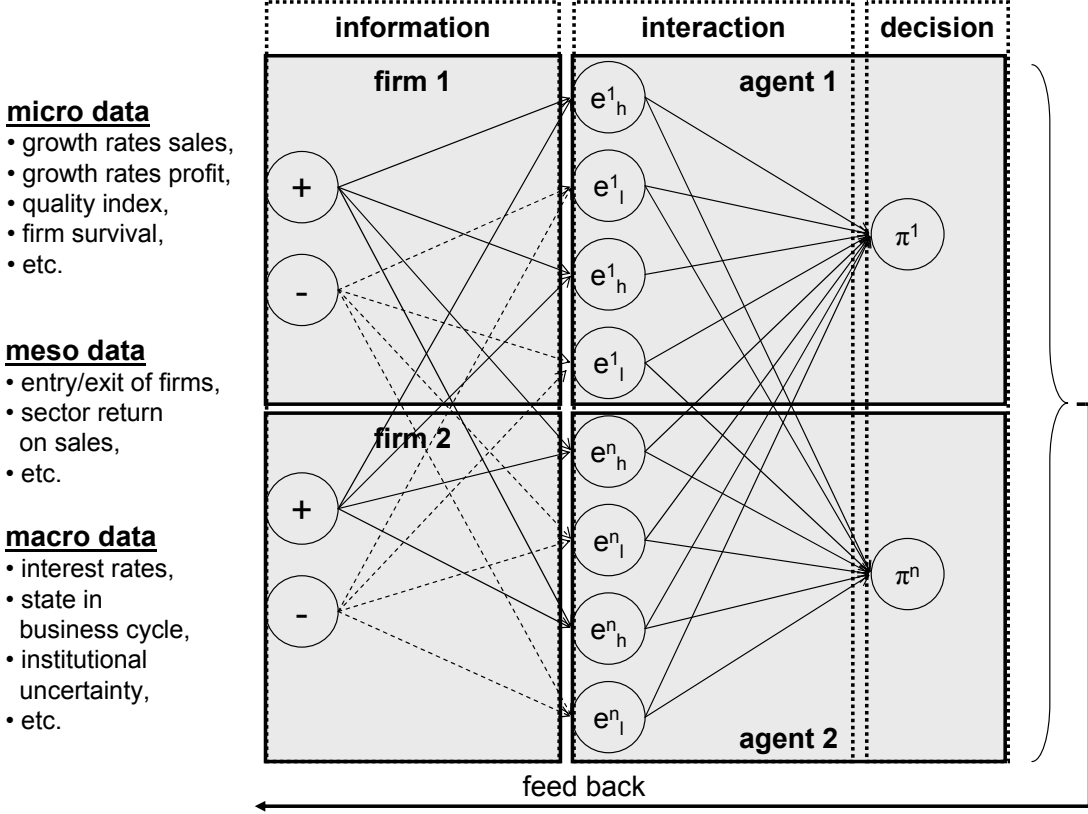 information
interaction
decision
firm 1
agent 1
micro data
• growth rates sales,
• growth rates profit,
• quality index,
• firm survival,
• etc.
meso data
• entry/exit of firms,
• sector return
on sales,
• etc.
macro data
• interest rates,
• state in
business cycle,
• institutional
uncertainty,
• etc.
+
-
firm 2
+
-
e¹ₕ
e¹ₗ
e¹ₕ
e¹ₗ
eⁿₕ
eⁿₗ
eⁿₕ
eⁿₗ
π¹
πⁿ
agent 2
feed back